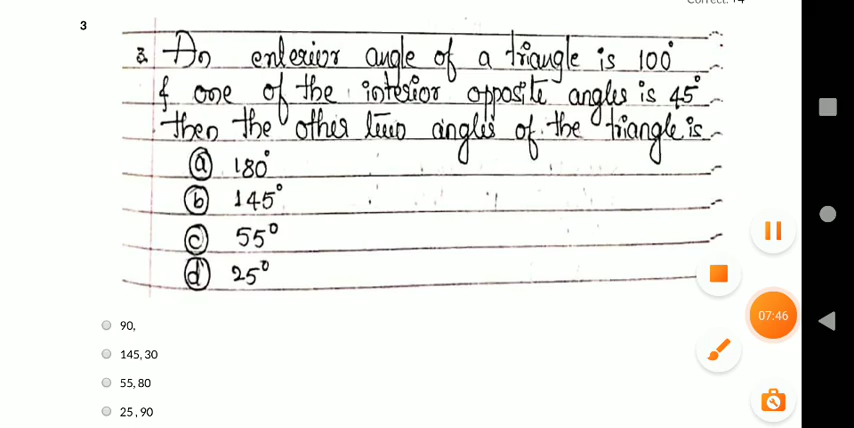 3
3. An exterior angle of a triangle is 100°
& one of the interior opposite angles is 45°
then the other two angles of the triangle is
(a) 180°
(b) 145°
(c) 55°
(d) 25°
90,
145, 30
55, 80
25, 90
07:46